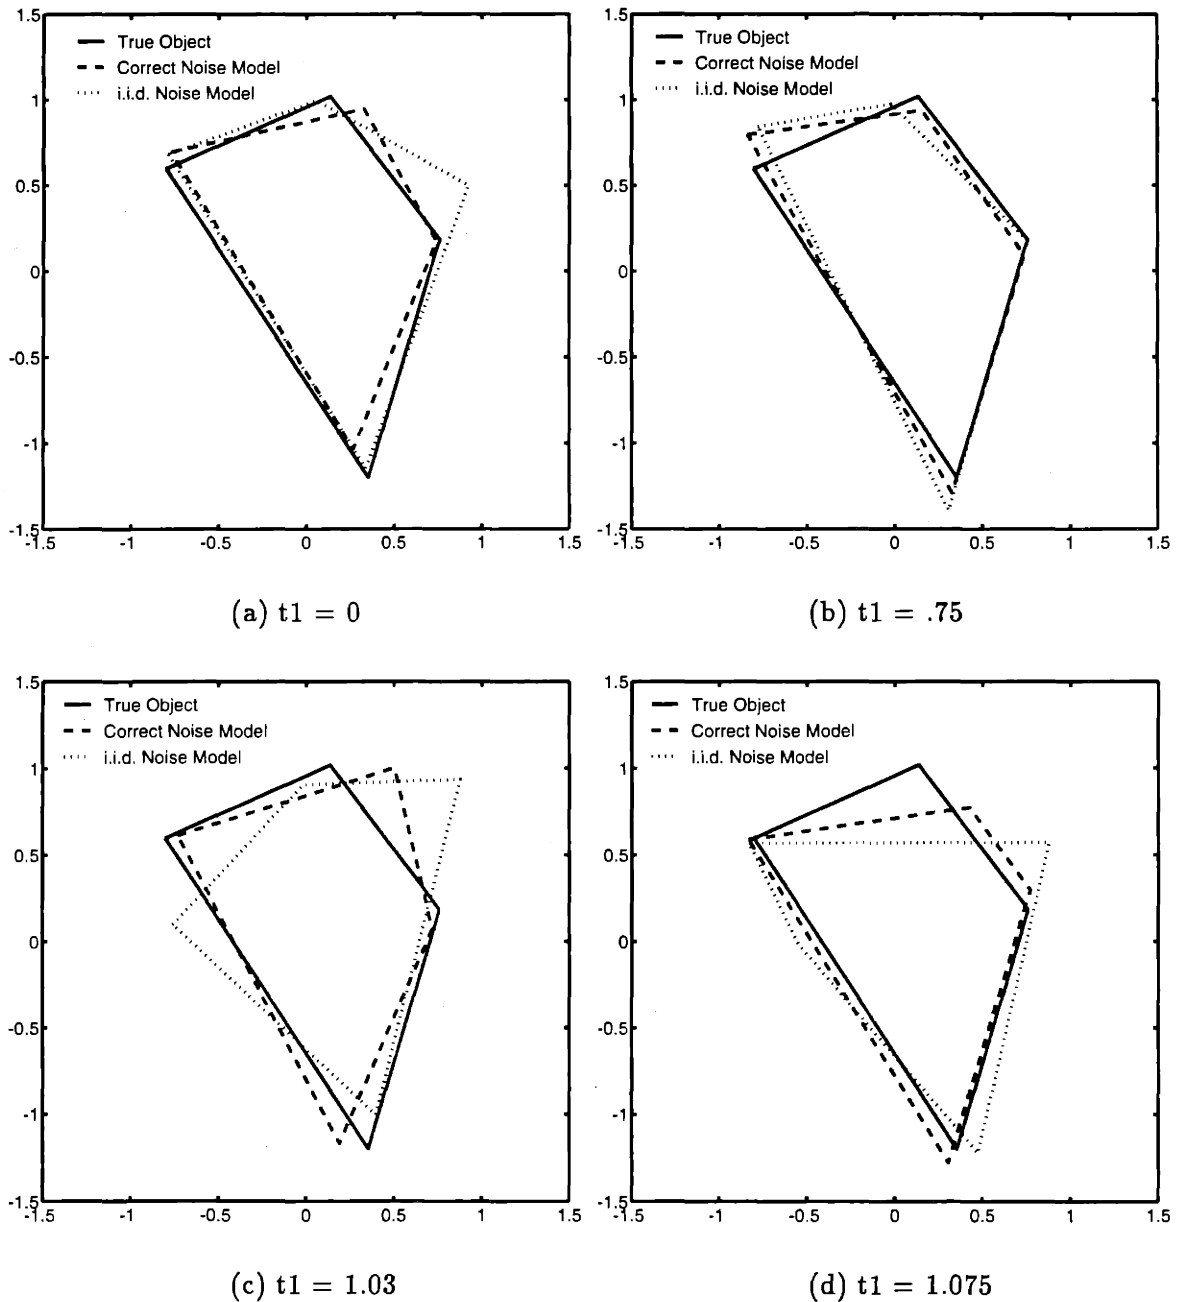 1.5
True Object
Correct Noise Model
i.i.d. Noise Model
1
0.5
0
-0.5
-1
-1.5
-1.5 -1 -0.5 0 0.5 1 1.5
(a) t1 = 0
1.5
True Object
Correct Noise Model
i.i.d. Noise Model
1
0.5
0
-0.5
-1
-1.5
-1.5 -1 -0.5 0 0.5 1 1.5
(b) t1 = .75
1.5
True Object
Correct Noise Model
i.i.d. Noise Model
1
0.5
0
-0.5
-1
-1.5
-1.5 -1 -0.5 0 0.5 1 1.5
(c) t1 = 1.03
1.5
True Object
Correct Noise Model
i.i.d. Noise Model
1
0.5
0
-0.5
-1
-1.5
-1.5 -1 -0.5 0 0.5 1 1.5
(d) t1 = 1.075